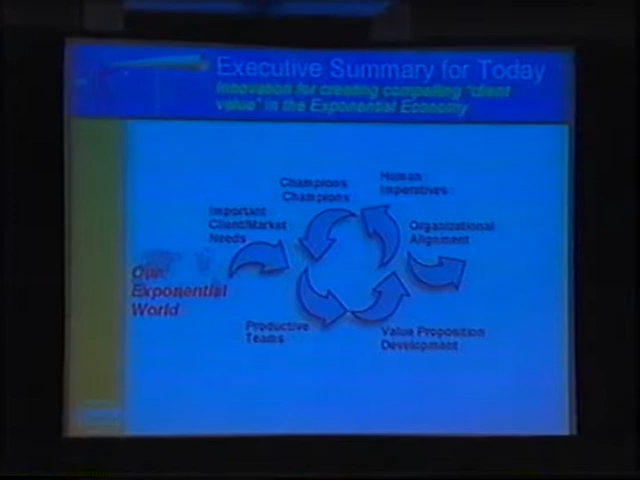 Executive Summary for Today
Innovation for creating compelling "client
value" in the Exponential Economy
Champions
Champions
Human
Imperatives
Important
Client/Market
Needs
Organizational
Alignment
Our
Exponential
World
Productive
Teams
Value Proposition
Development